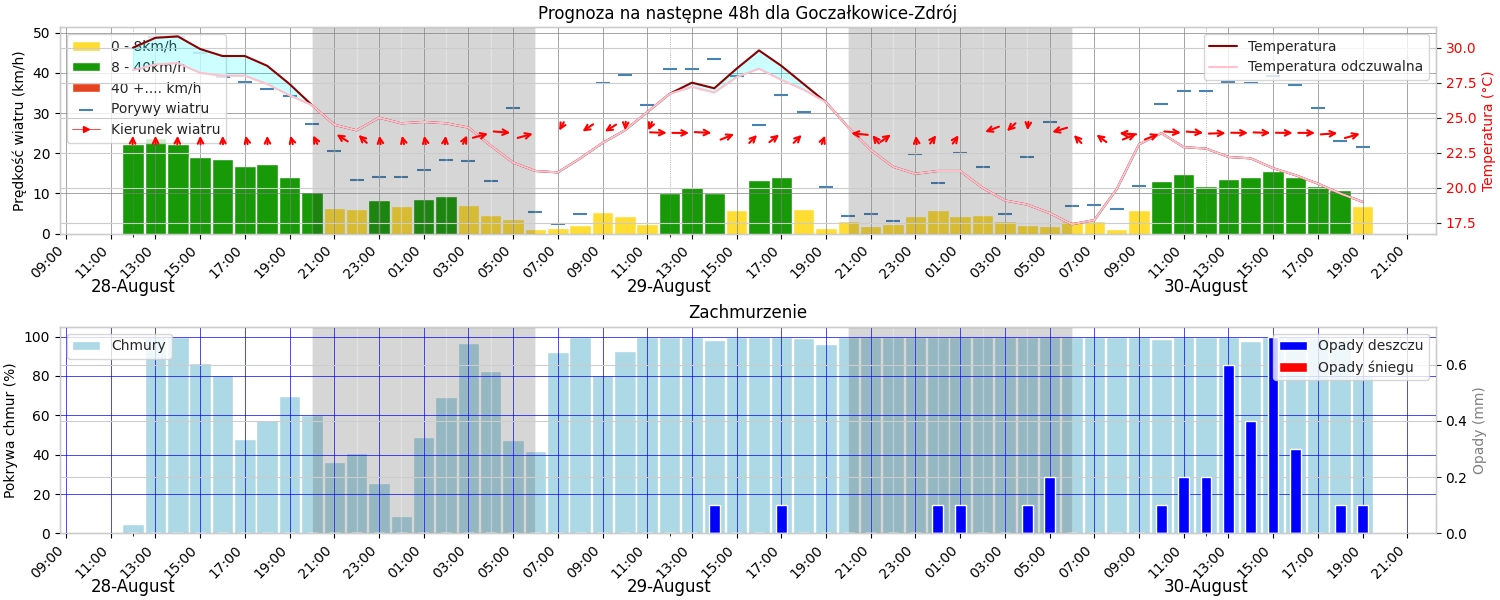 Prognoza na następne 48h dla Goczałkowice-Zdrój
Prędkość wiatru (km/h)
50
40
30
20
10
0
0 - 8km/h
8 - 40km/h
40 +.... km/h
Porywy wiatru
Kierunek wiatru
Temperatura
Temperatura odczuwalna
30.0
27.5
25.0
22.5
20.0
17.5
Temperatura (°C)
09:00 11:00 13:00 15:00 17:00 19:00 21:00 23:00 01:00 03:00 05:00 07:00 09:00 11:00 13:00 15:00 17:00 19:00 21:00 23:00 01:00 03:00 05:00 07:00 09:00 11:00 13:00 15:00 17:00 19:00 21:00
28-August 29-August 30-August
Zachmurzenie
Pokrywa chmur (%)
100
80
60
40
20
0
Chmury
Opady deszczu
Opady śniegu
0.6
0.4
0.2
0.0
Opady (mm)
09:00 11:00 13:00 15:00 17:00 19:00 21:00 23:00 01:00 03:00 05:00 07:00 09:00 11:00 13:00 15:00 17:00 19:00 21:00 23:00 01:00 03:00 05:00 07:00 09:00 11:00 13:00 15:00 17:00 19:00 21:00
28-August 29-August 30-August